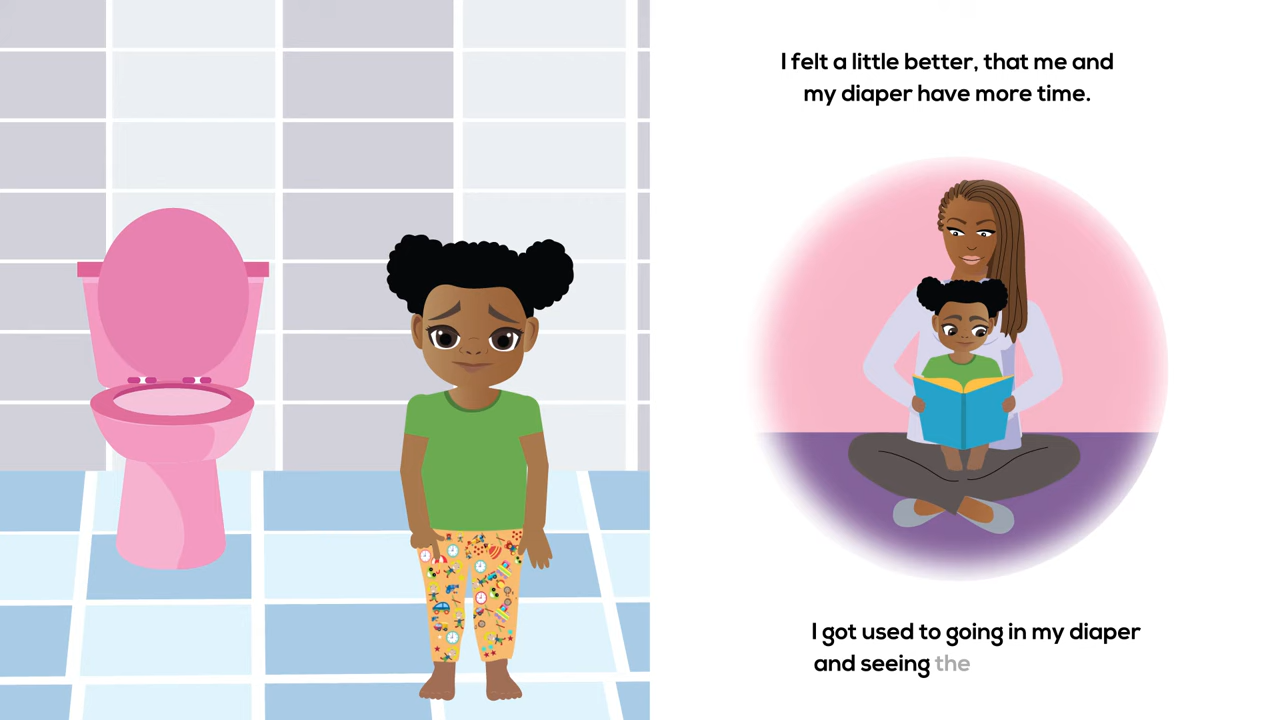 I felt a little better, that me and
my diaper have more time.
I got used to going in my diaper
and seeing the